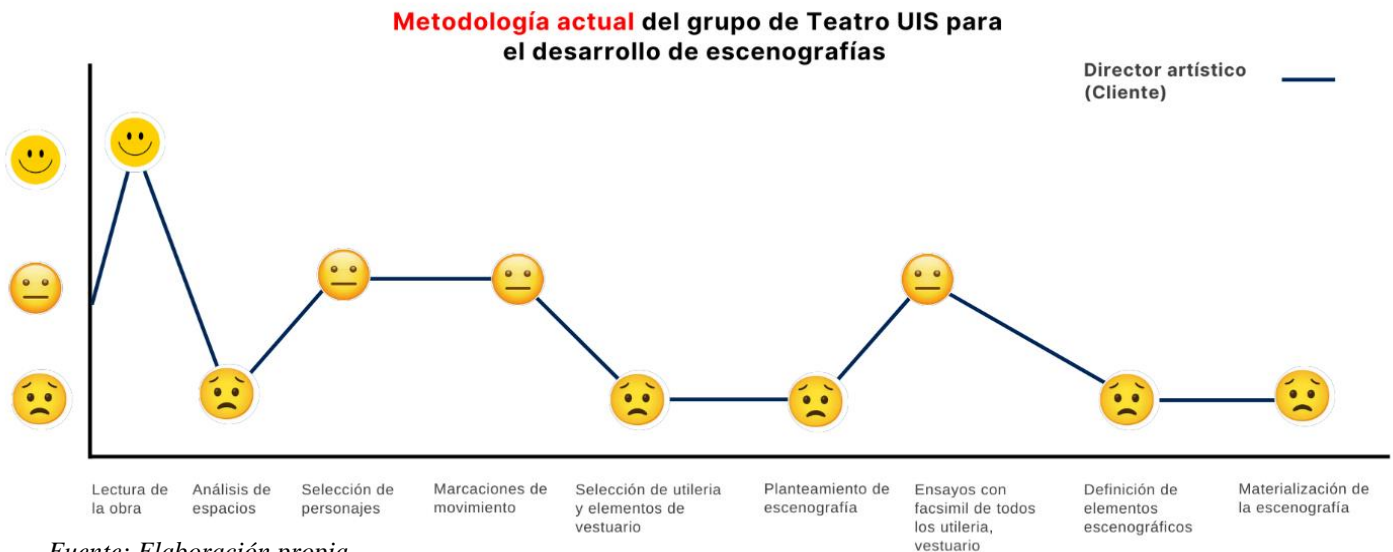 Metodología actual del grupo de Teatro UIS para
el desarrollo de escenografías
Director artístico
(Cliente)
Lectura de
la obra
Análisis de
espacios
Selección de
personajes
Marcaciones de
movimiento
Selección de utileria
y elementos de
vestuario
Planteamiento de
escenografía
Ensayos con
facsimil de todos
los utileria,
vestuario
Definición de
elementos
escenográficos
Materialización de
la escenografía
Fuente: Elaboración propia